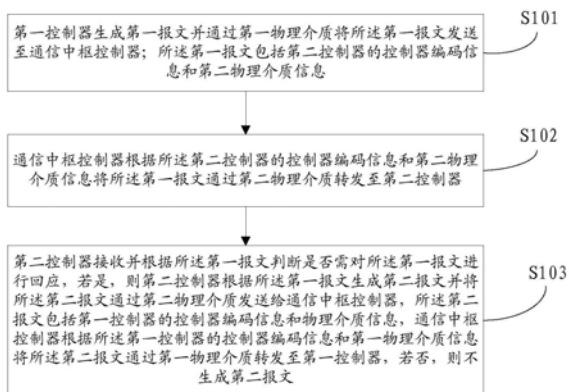 S101
第一控制器生成第一报文并通过第一物理介质将所述第一报文发送
至通信中枢控制器；所述第一报文包括第二控制器的控制器编码信
息和第二物理介质信息
S102
通信中枢控制器根据所述第二控制器的控制器编码信息和第二物理
介质信息将所述第一报文通过第二物理介质转发至第二控制器
S103
第二控制器接收并根据所述第一报文判断是否需对所述第一报文进
行回应，若是，则第二控制器根据所述第一报文生成第二报文并将
所述第二报文通过第二物理介质发送给通信中枢控制器，所述第二
报文包括第一控制器的控制器编码信息和物理介质信息，通信中枢
控制器根据所述第一控制器的控制器编码信息和第一物理介质信息
将所述第二报文通过第一物理介质转发至第一控制器，若否，则不
生成第二报文